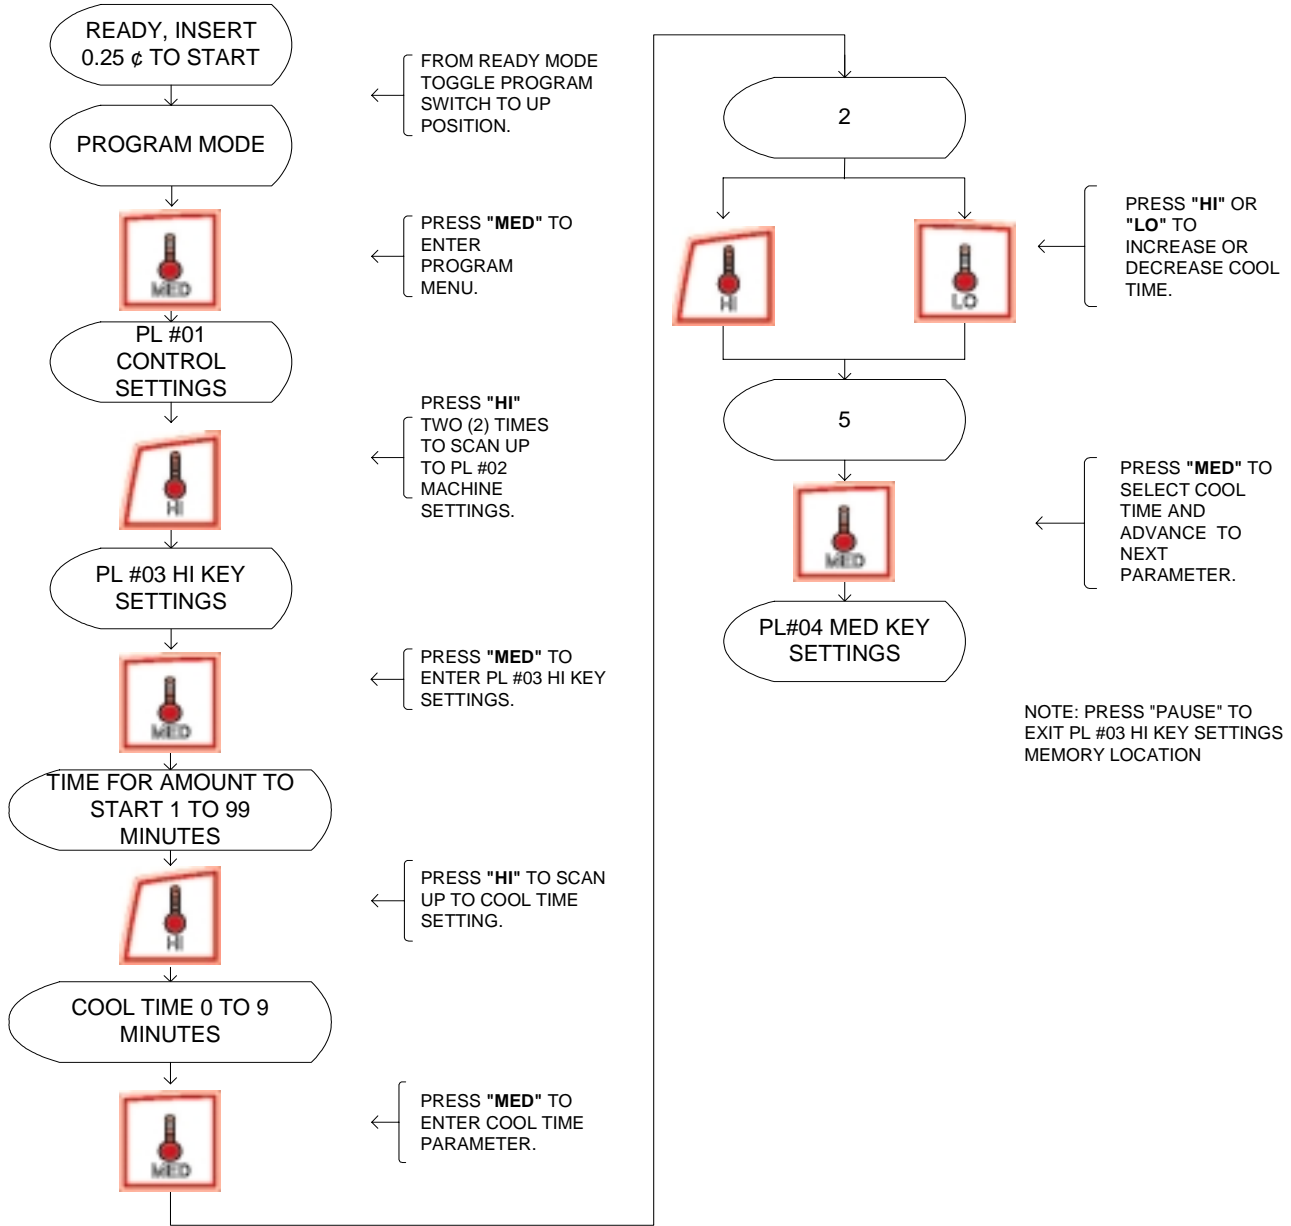 READY, INSERT
0.25 ¢ TO START
FROM READY MODE
TOGGLE PROGRAM
SWITCH TO UP
POSITION.
PROGRAM MODE
PRESS "MED" TO
ENTER
PROGRAM
MENU.
MED
PL #01
CONTROL
SETTINGS
PRESS "HI"
TWO (2) TIMES
TO SCAN UP
TO PL #02
MACHINE
SETTINGS.
HI
PL #03 HI KEY
SETTINGS
PRESS "MED" TO
ENTER PL #03 HI KEY
SETTINGS.
MED
TIME FOR AMOUNT TO
START 1 TO 99
MINUTES
PRESS "HI" TO SCAN
UP TO COOL TIME
SETTING.
HI
COOL TIME 0 TO 9
MINUTES
PRESS "MED" TO
ENTER COOL TIME
PARAMETER.
MED
2
PRESS "HI" OR
"LO" TO
INCREASE OR
DECREASE COOL
TIME.
HI
LO
5
PRESS "MED" TO
SELECT COOL
TIME AND
ADVANCE TO
NEXT
PARAMETER.
MED
PL#04 MED KEY
SETTINGS
NOTE: PRESS "PAUSE" TO
EXIT PL #03 HI KEY SETTINGS
MEMORY LOCATION